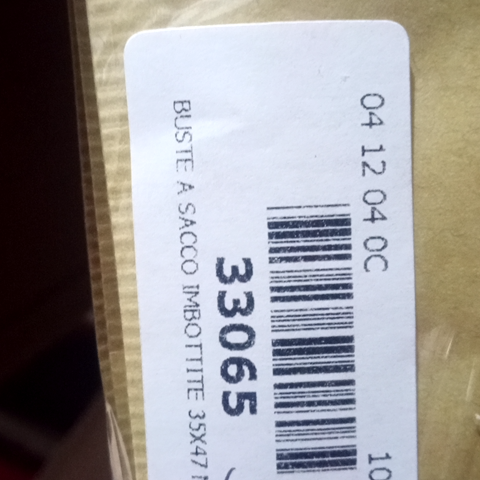 04 12 04 0C 10
33065
BUSTE A SACCO IMBOTTITE 35X47